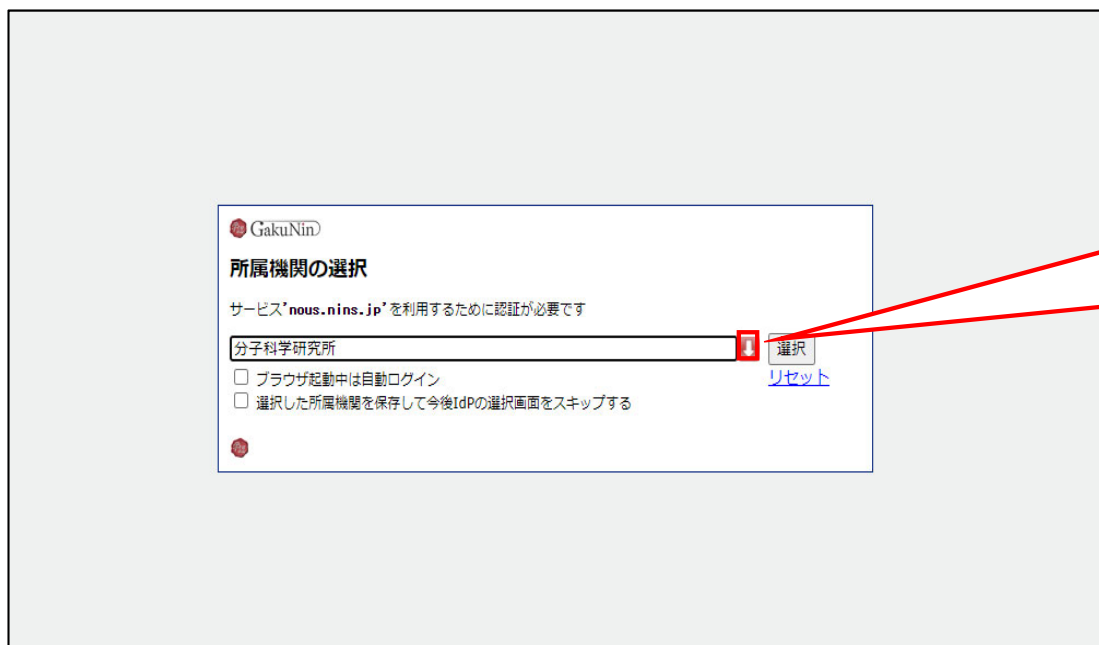 GakuNin
所属機関の選択
サービス'nous.nins.jp'を利用するために認証が必要です
分子科学研究所
選択
ブラウザ起動中は自動ログイン
リセット
選択した所属機関を保存して今後IdPの選択画面をスキップする